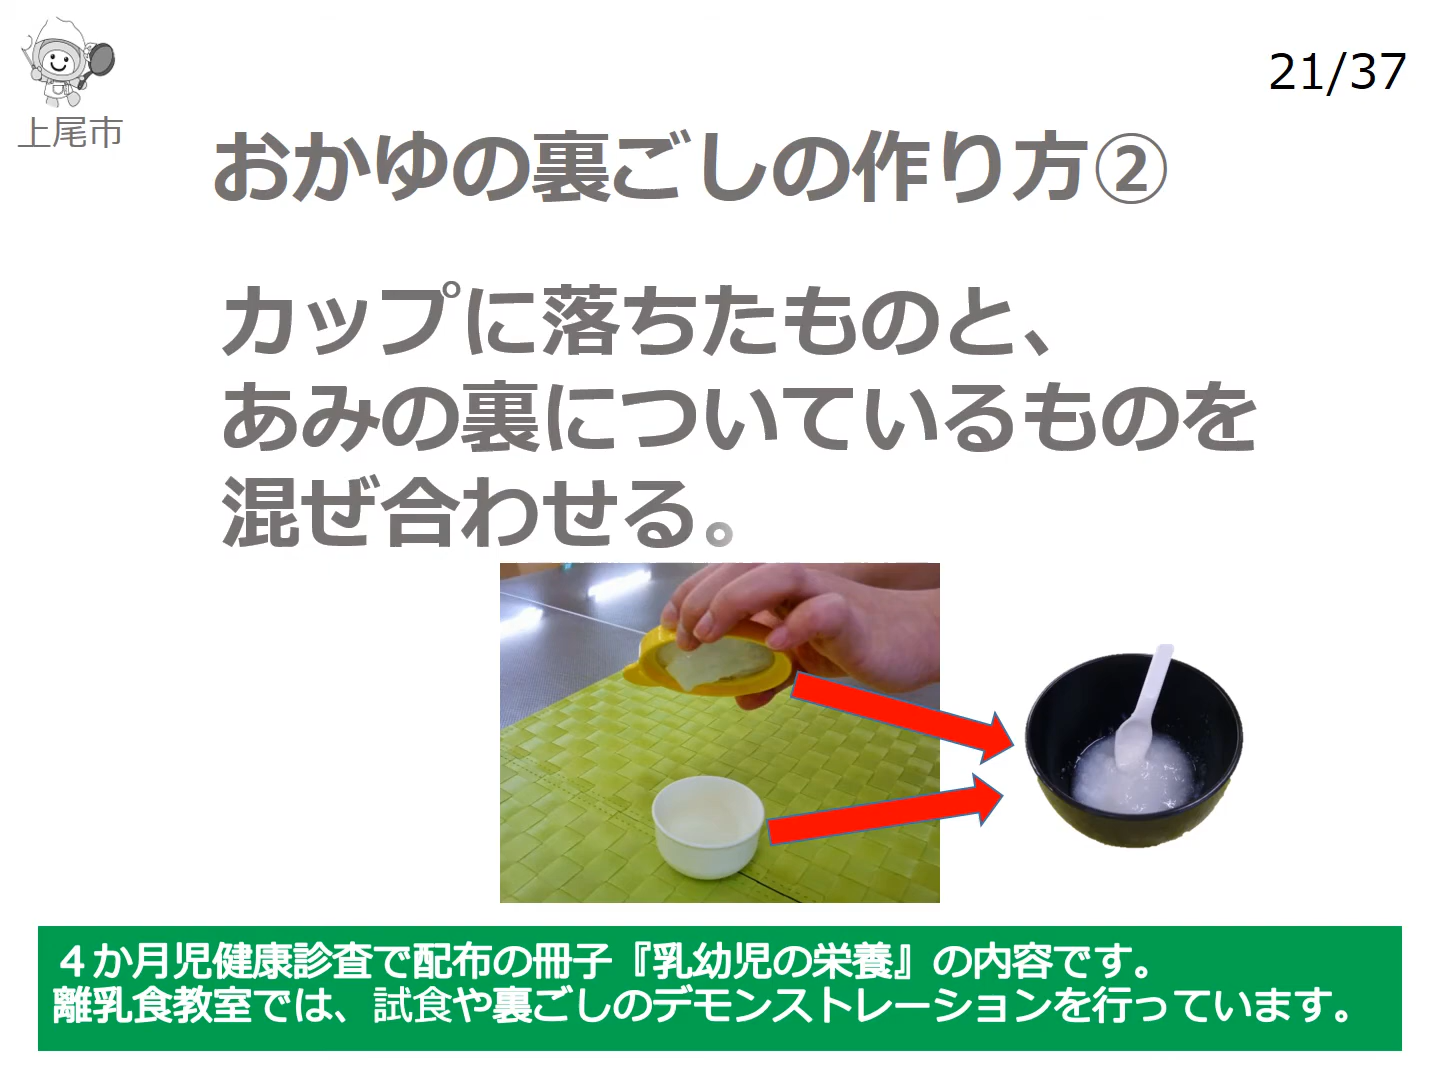 上尾市
21/37
おかゆの裏ごしの作り方②
カップに落ちたものと、
あみの裏についているものを
混ぜ合わせる。
４か月児健康診査で配布の冊子『乳幼児の栄養』の内容です。
離乳食教室では、試食や裏ごしのデモンストレーションを行っています。